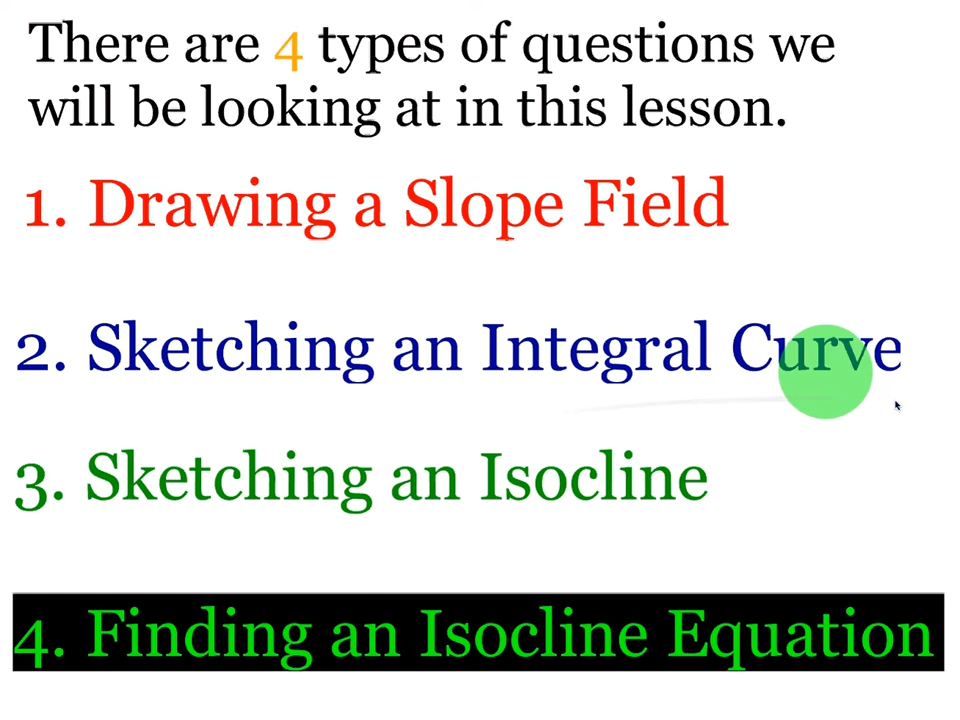 There are 4 types of questions we
will be looking at in this lesson.
1. Drawing a Slope Field
2. Sketching an Integral Curve
3. Sketching an Isocline
4. Finding an Isocline Equation